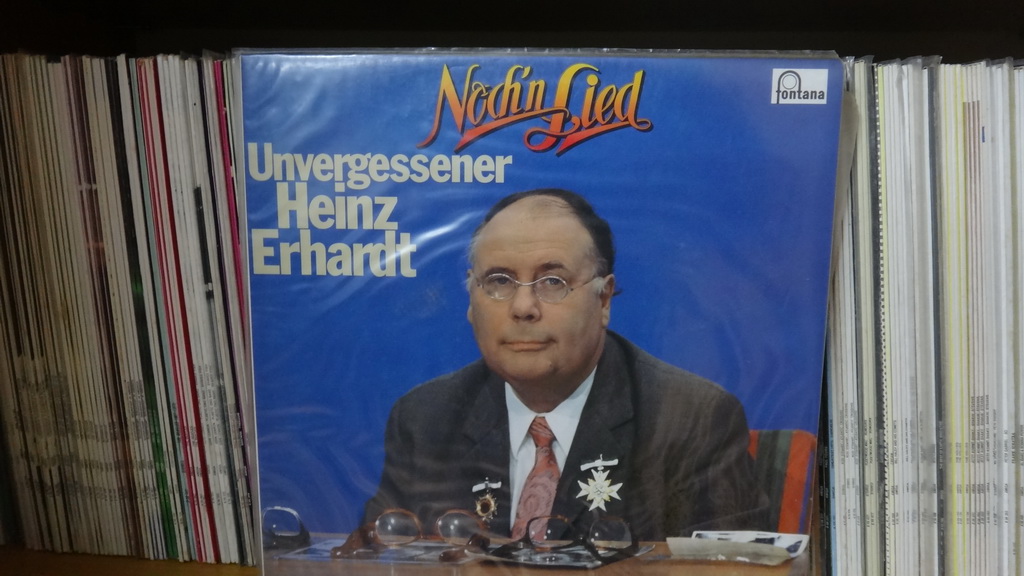 Noch'n Lied
fontana
Unvergessener
Heinz
Erhardt